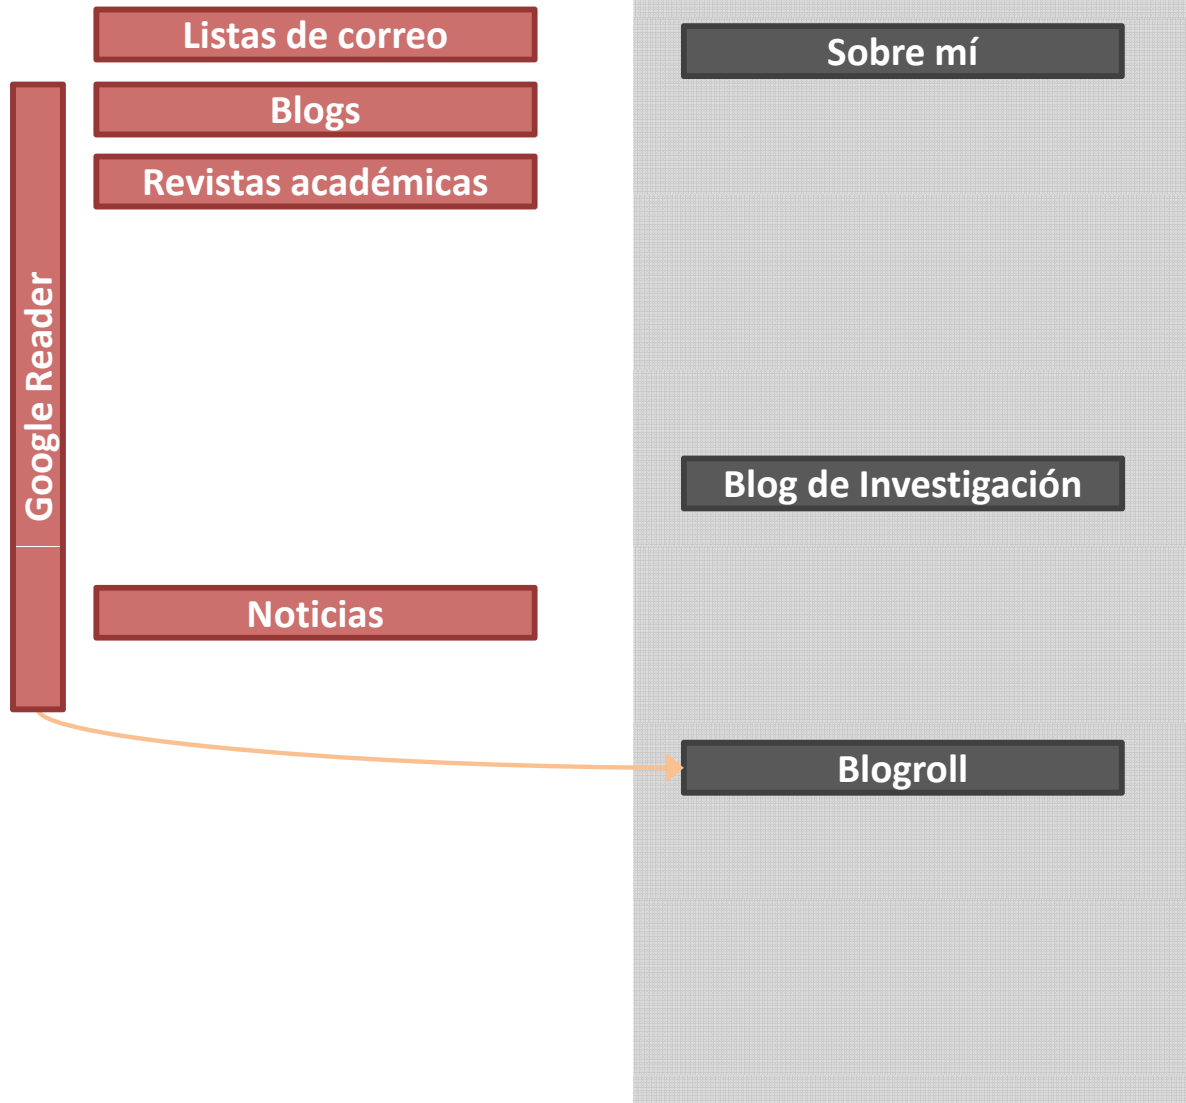 Listas de correo
Blogs
Revistas académicas
Google Reader
Noticias
Sobre mí
Blog de Investigación
Blogroll